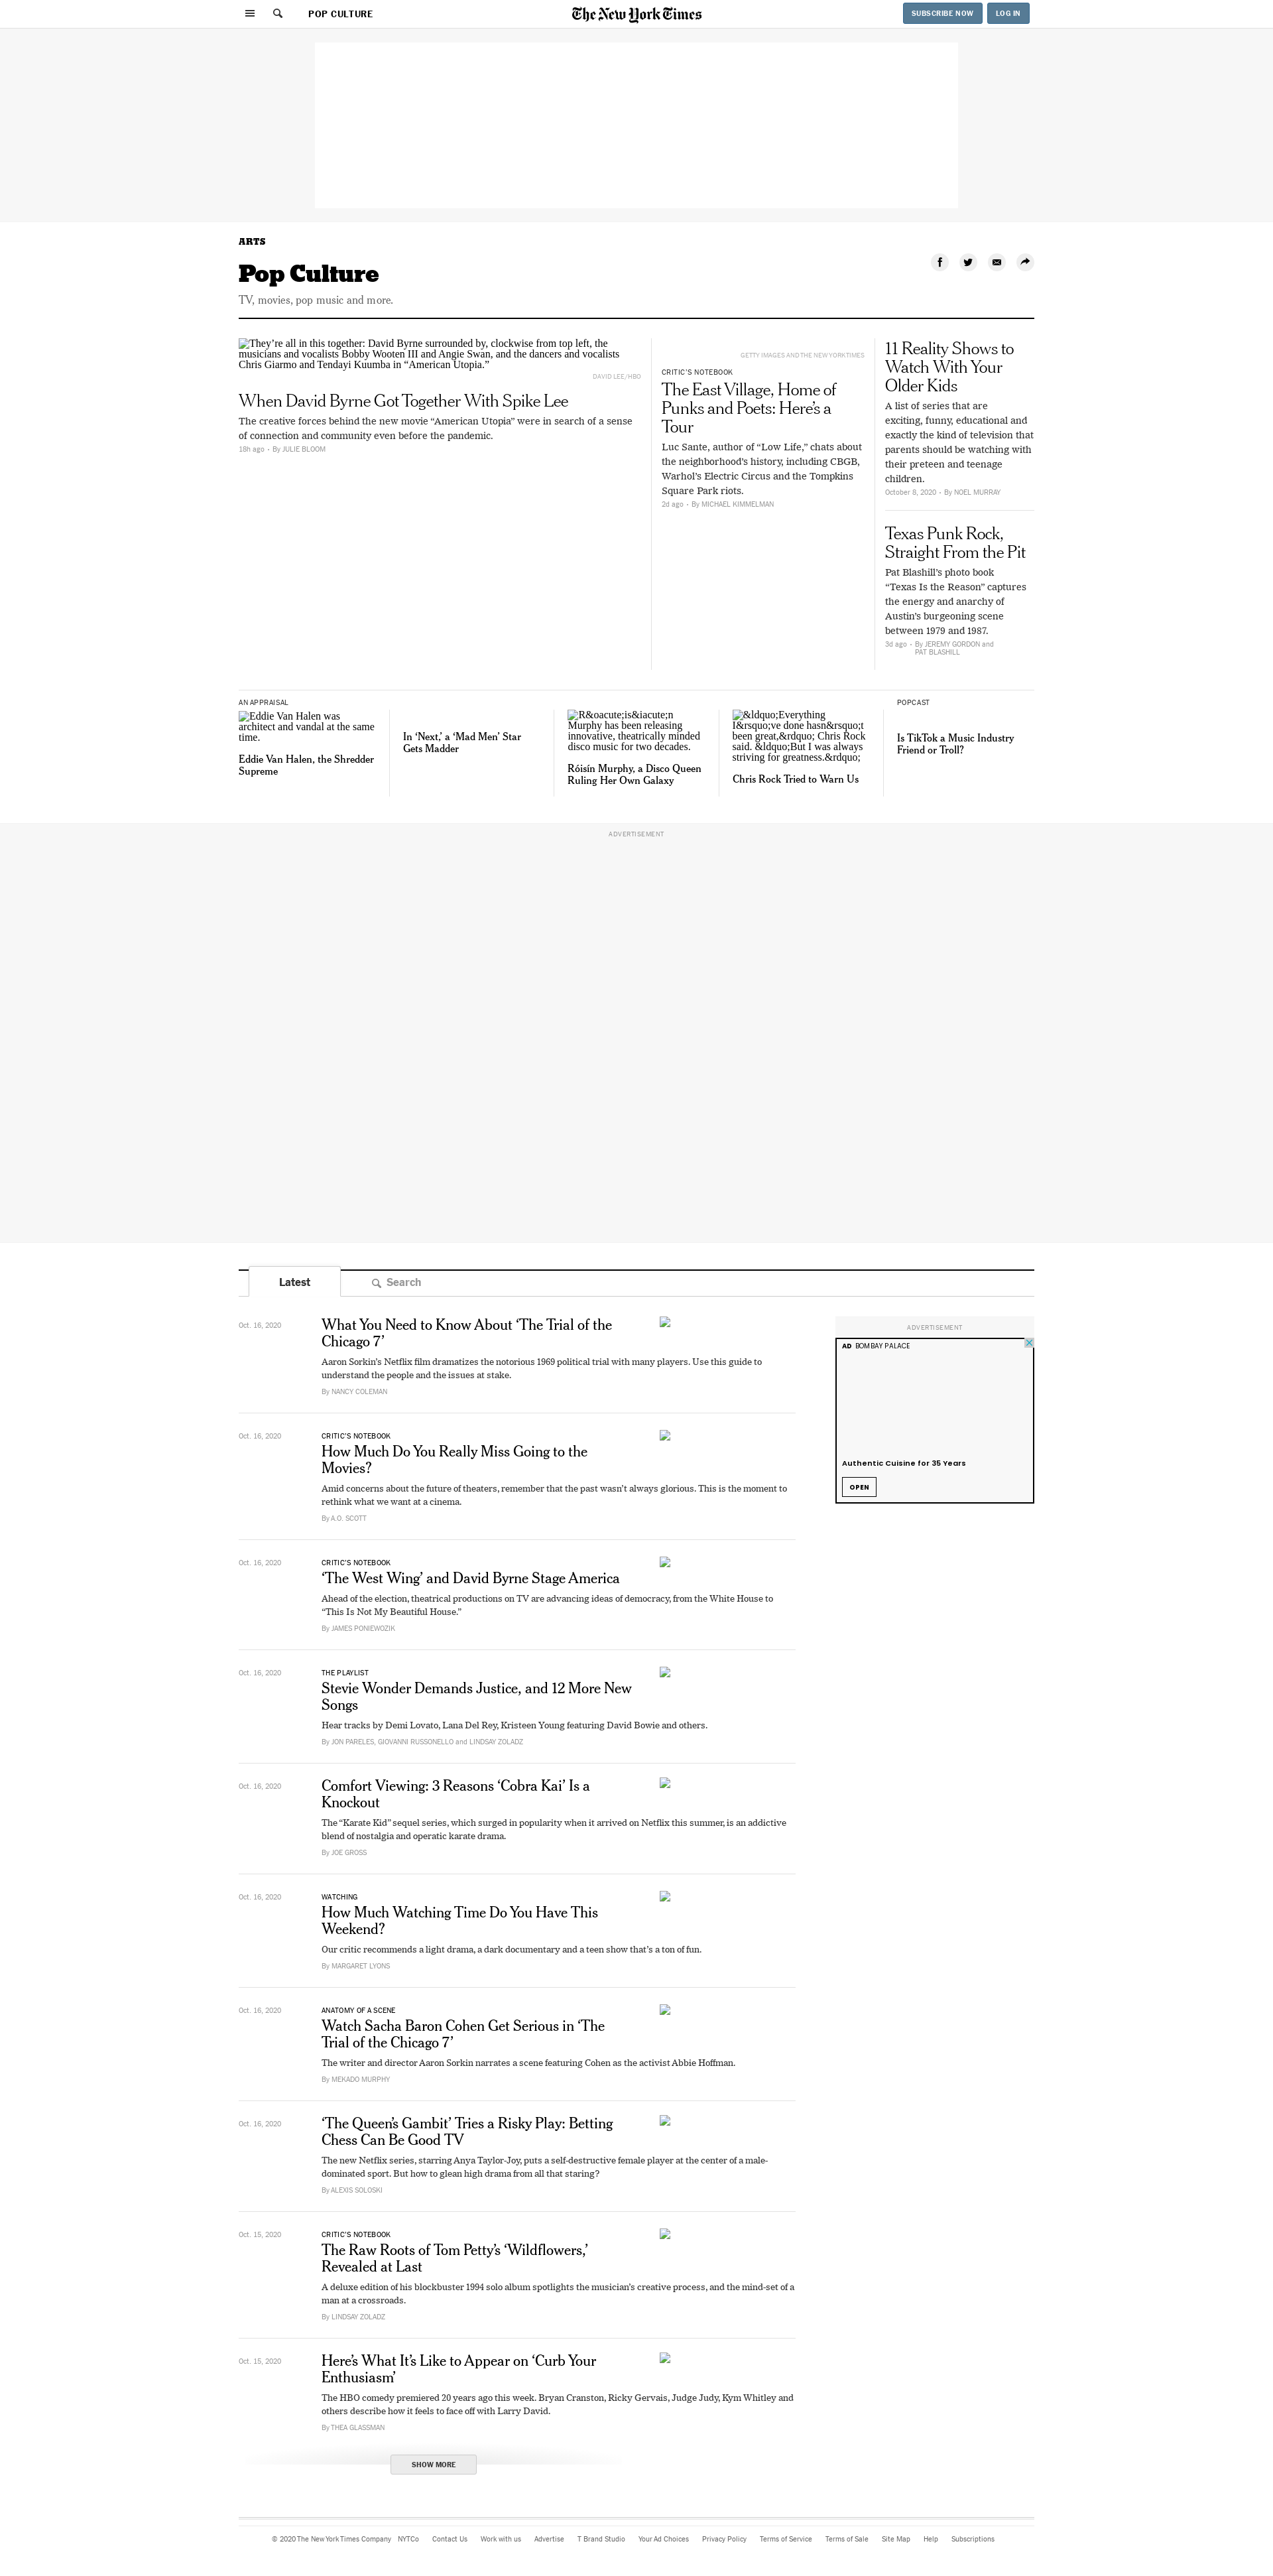 POP CULTURE
The New York Times
SUBSCRIBE NOW
LOG IN
ARTS
Pop Culture
TV, movies, pop music and more.
They’re all in this together: David Byrne surrounded by, clockwise from top left, the
musicians and vocalists Bobby Wooten III and Angie Swan, and the dancers and vocalists
Chris Giarmo and Tendayi Kuumba in “American Utopia.”
DAVID LEE/HBO
When David Byrne Got Together With Spike Lee
The creative forces behind the new movie “American Utopia” were in search of a sense
of connection and community even before the pandemic.
18h ago - By JULIE BLOOM
GETTY IMAGES AND THE NEW YORK TIMES
CRITIC’S NOTEBOOK
The East Village, Home of
Punks and Poets: Here’s a
Tour
Luc Sante, author of “Low Life,” chats about
the neighborhood’s history, including CBGB,
Warhol’s Electric Circus and the Tompkins
Square Park riots.
2d ago - By MICHAEL KIMMELMAN
11 Reality Shows to
Watch With Your
Older Kids
A list of series that are
exciting, funny, educational and
exactly the kind of television that
parents should be watching with
their preteen and teenage
children.
October 8, 2020 - By NOEL MURRAY
Texas Punk Rock,
Straight From the Pit
Pat Blashill’s photo book
“Texas Is the Reason” captures
the energy and anarchy of
Austin’s burgeoning scene
between 1979 and 1987.
3d ago - By JEREMY GORDON and
PAT BLASHILL
AN APPRAISAL
Eddie Van Halen was
architect and vandal at the same
time.
Eddie Van Halen, the Shredder
Supreme
In ‘Next,’ a ‘Mad Men’ Star
Gets Madder
R&oacute;is&iacute;n
Murphy has been releasing
innovative, theatrically minded
disco music for two decades.
Róisín Murphy, a Disco Queen
Ruling Her Own Galaxy
&ldquo;Everything
I&rsquo;ve done hasn&rsquo;t
been great,&rdquo; Chris Rock
said. &ldquo;But I was always
striving for greatness.&rdquo;
Chris Rock Tried to Warn Us
POPCAST
Is TikTok a Music Industry
Friend or Troll?
ADVERTISEMENT
Latest
Search
Oct. 16, 2020
What You Need to Know About ‘The Trial of the
Chicago 7’
Aaron Sorkin’s Netflix film dramatizes the notorious 1969 political trial with many players. Use this guide to
understand the people and the issues at stake.
By NANCY COLEMAN
ADVERTISEMENT
AD BOMBAY PALACE
Authentic Cuisine for 35 Years
OPEN
Oct. 16, 2020
CRITIC’S NOTEBOOK
How Much Do You Really Miss Going to the
Movies?
Amid concerns about the future of theaters, remember that the past wasn’t always glorious. This is the moment to
rethink what we want at a cinema.
By A.O. SCOTT
Oct. 16, 2020
CRITIC’S NOTEBOOK
‘The West Wing’ and David Byrne Stage America
Ahead of the election, theatrical productions on TV are advancing ideas of democracy, from the White House to
“This Is Not My Beautiful House.”
By JAMES PONIEWOZIK
Oct. 16, 2020
THE PLAYLIST
Stevie Wonder Demands Justice, and 12 More New
Songs
Hear tracks by Demi Lovato, Lana Del Rey, Kristeen Young featuring David Bowie and others.
By JON PARELES, GIOVANNI RUSSONELLO and LINDSAY ZOLADZ
Oct. 16, 2020
Comfort Viewing: 3 Reasons ‘Cobra Kai’ Is a
Knockout
The “Karate Kid” sequel series, which surged in popularity when it arrived on Netflix this summer, is an addictive
blend of nostalgia and operatic karate drama.
By JOE GROSS
Oct. 16, 2020
WATCHING
How Much Watching Time Do You Have This
Weekend?
Our critic recommends a light drama, a dark documentary and a teen show that’s a ton of fun.
By MARGARET LYONS
Oct. 16, 2020
ANATOMY OF A SCENE
Watch Sacha Baron Cohen Get Serious in ‘The
Trial of the Chicago 7’
The writer and director Aaron Sorkin narrates a scene featuring Cohen as the activist Abbie Hoffman.
By MEKADO MURPHY
Oct. 16, 2020
‘The Queen’s Gambit’ Tries a Risky Play: Betting
Chess Can Be Good TV
The new Netflix series, starring Anya Taylor-Joy, puts a self-destructive female player at the center of a male-
dominated sport. But how to glean high drama from all that staring?
By ALEXIS SOLOSKI
Oct. 15, 2020
CRITIC’S NOTEBOOK
The Raw Roots of Tom Petty’s ‘Wildflowers,’
Revealed at Last
A deluxe edition of his blockbuster 1994 solo album spotlights the musician’s creative process, and the mind-set of a
man at a crossroads.
By LINDSAY ZOLADZ
Oct. 15, 2020
Here’s What It’s Like to Appear on ‘Curb Your
Enthusiasm’
The HBO comedy premiered 20 years ago this week. Bryan Cranston, Ricky Gervais, Judge Judy, Kym Whitley and
others describe how it feels to face off with Larry David.
By THEA GLASSMAN
SHOW MORE
© 2020 The New York Times Company NYTCo Contact Us Work with us Advertise T Brand Studio Your Ad Choices Privacy Policy Terms of Service Terms of Sale Site Map Help Subscriptions